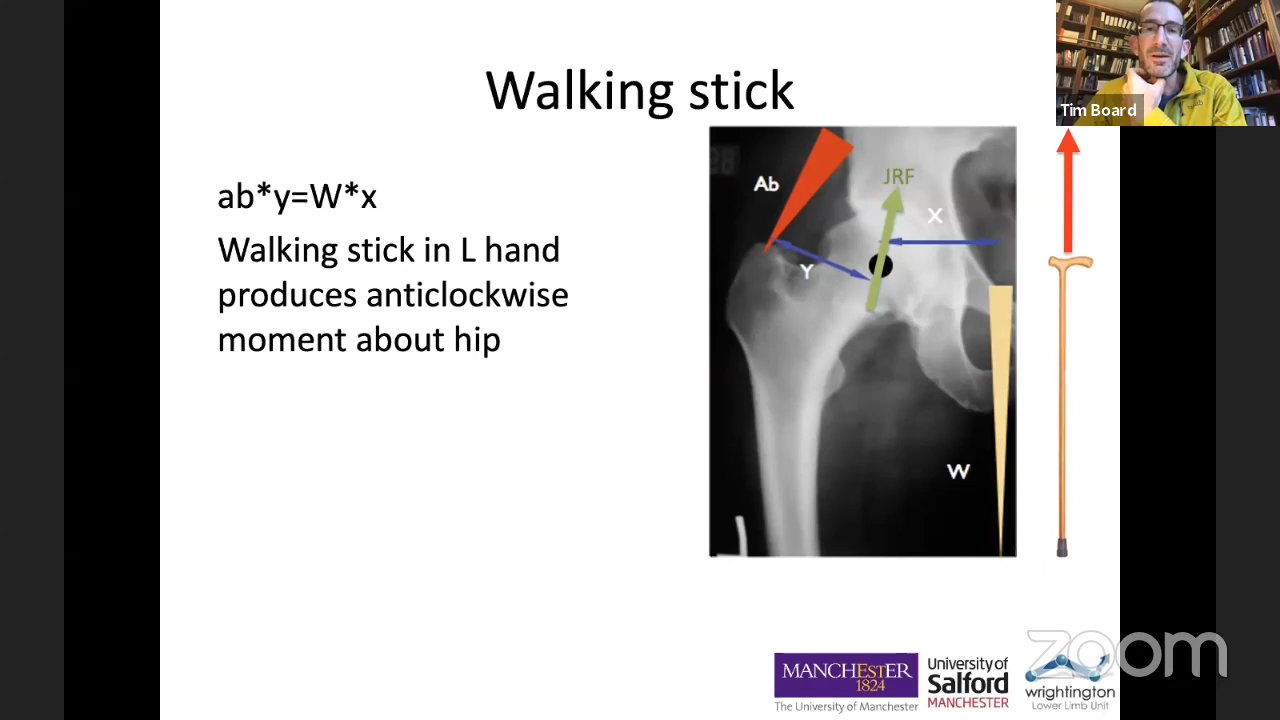 Walking stick
Tim Board
ab*y=W*x
Walking stick in L hand
produces anticlockwise
moment about hip
Ab
JRF
X
Y
W
zoom
MANCHESTER
1824
The University of Manchester
University of
Salford
MANCHESTER
wrightington
Lower Limb Unit